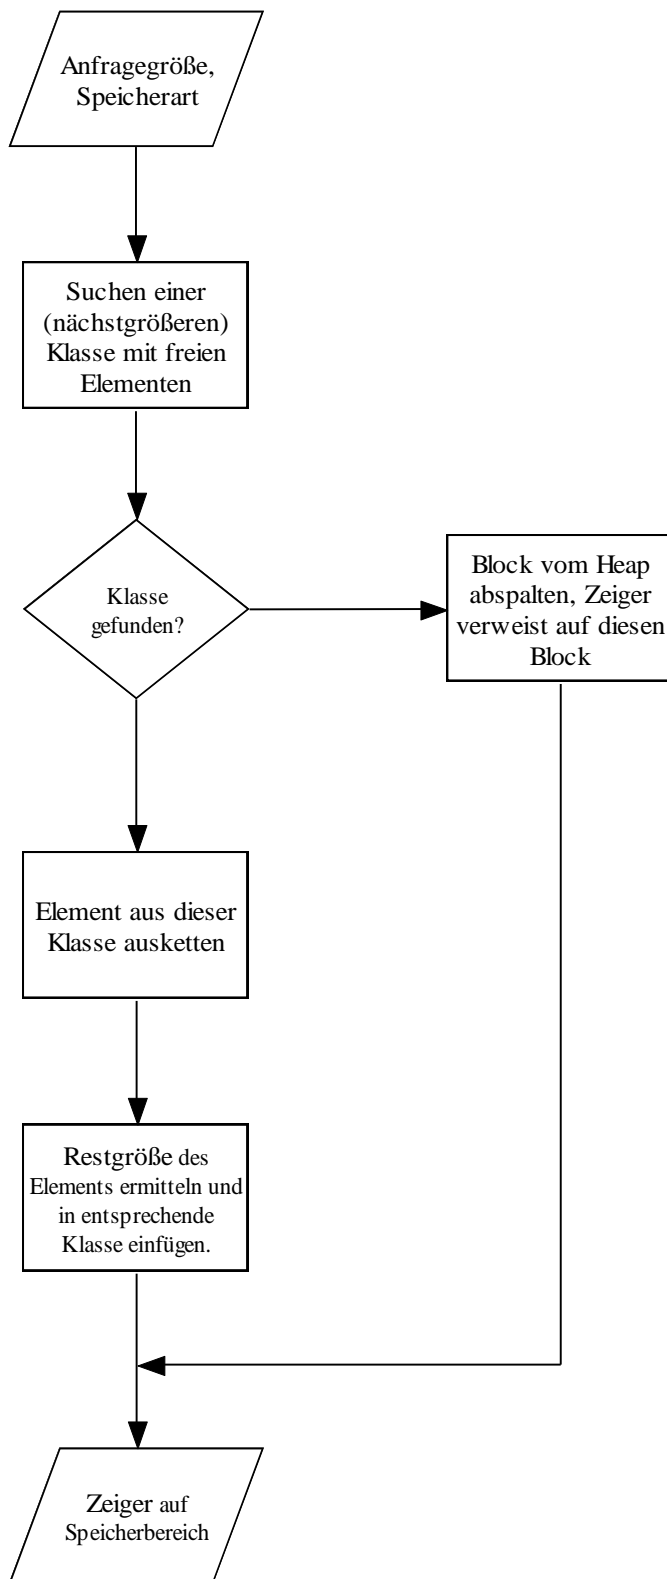 Anfragegröße,
Speicherart
Suchen einer
(nächstgrößeren)
Klasse mit freien
Elementen
Klasse
gefunden?
Block vom Heap
abspalten, Zeiger
verweist auf diesen
Block
Element aus dieser
Klasse ausketten
Restgröße des
Elements ermitteln und
in entsprechende
Klasse einfügen.
Zeiger auf
Speicherbereich